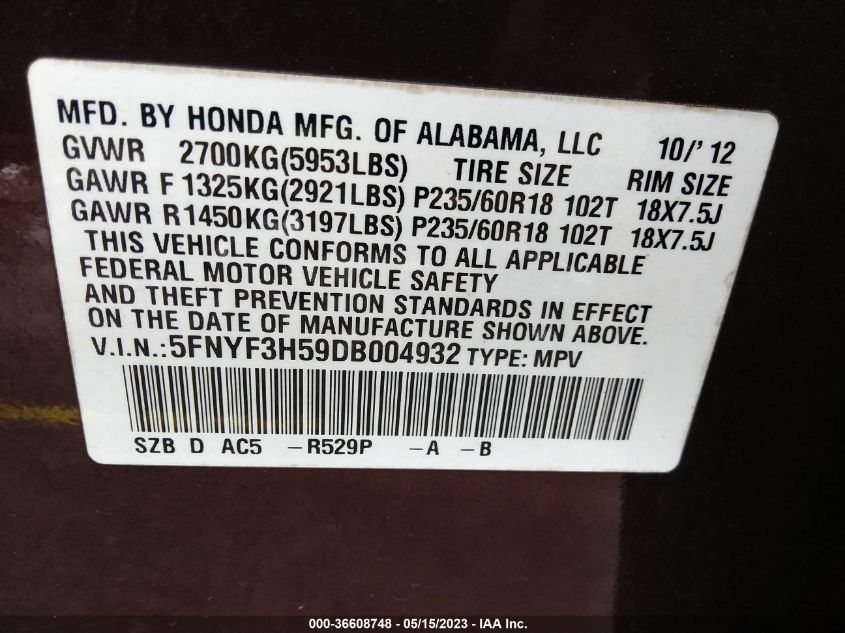 MFD. BY HONDA MFG. OF ALABAMA, LLC 10/'12
GVWR 2700KG(5953LBS) TIRE SIZE RIM SIZE
GAWR F 1325KG(2921LBS) P235/60R18 102T 18X7.5J
GAWR R 1450KG(3197LBS) P235/60R18 102T 18X7.5J
THIS VEHICLE CONFORMS TO ALL APPLICABLE
FEDERAL MOTOR VEHICLE SAFETY
AND THEFT PREVENTION STANDARDS IN EFFECT
ON THE DATE OF MANUFACTURE SHOWN ABOVE.
V.I.N.:5FNYF3H59DB004932 TYPE: MPV
SZB D AC5 -R529P -A -B
000-36608748 - 05/15/2023 - IAA Inc.